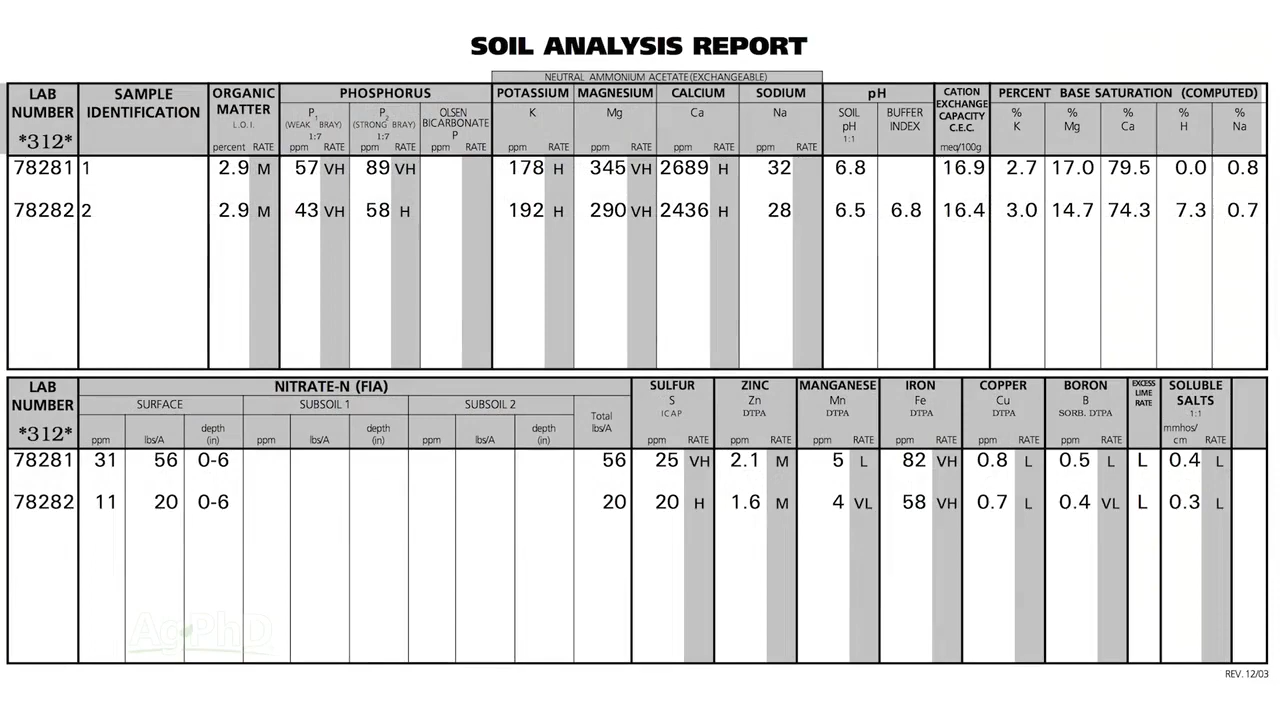 SOIL ANALYSIS REPORT
NEUTRAL AMMONIUM ACETATE (EXCHANGEABLE)
LAB NUMBER *312* SAMPLE IDENTIFICATION ORGANIC MATTER PHOSPHORUS POTASSIUM MAGNESIUM CALCIUM SODIUM pH CATION EXCHANGE CAPACITY C.E.C. PERCENT BASE SATURATION (COMPUTED)
L.O.I. P1 (WEAK BRAY) 1:7 P2 (STRONG BRAY) 1:7 OLSEN BICARBONATE P K Mg Ca Na SOIL pH 1:1 BUFFER INDEX % K % Mg % Ca % H % Na
percent RATE ppm RATE ppm RATE ppm RATE ppm RATE ppm RATE ppm RATE ppm RATE meq/100g
78281 1 2.9 M 57 VH 89 VH 178 H 345 VH 2689 H 32 6.8 16.9 2.7 17.0 79.5 0.0 0.8
78282 2 2.9 M 43 VH 58 H 192 H 290 VH 2436 H 28 6.5 6.8 16.4 3.0 14.7 74.3 7.3 0.7
LAB NUMBER *312* NITRATE-N (FIA) SULFUR ZINC MANGANESE IRON COPPER BORON EXCESS LIME RATE SOLUBLE SALTS
SURFACE SUBSOIL 1 SUBSOIL 2 Total lbs/A S ICAP Zn DTPA Mn DTPA Fe DTPA Cu DTPA B SORB. DTPA 1:1
ppm lbs/A depth (in) ppm lbs/A depth (in) ppm lbs/A depth (in) ppm RATE ppm RATE ppm RATE ppm RATE ppm RATE ppm RATE mmhos/cm RATE
78281 31 56 0-6 56 25 VH 2.1 M 5 L 82 VH 0.8 L 0.5 L L 0.4 L
78282 11 20 0-6 20 20 H 1.6 M 4 VL 58 VH 0.7 L 0.4 VL L 0.3 L
AgPhD
REV. 12/03